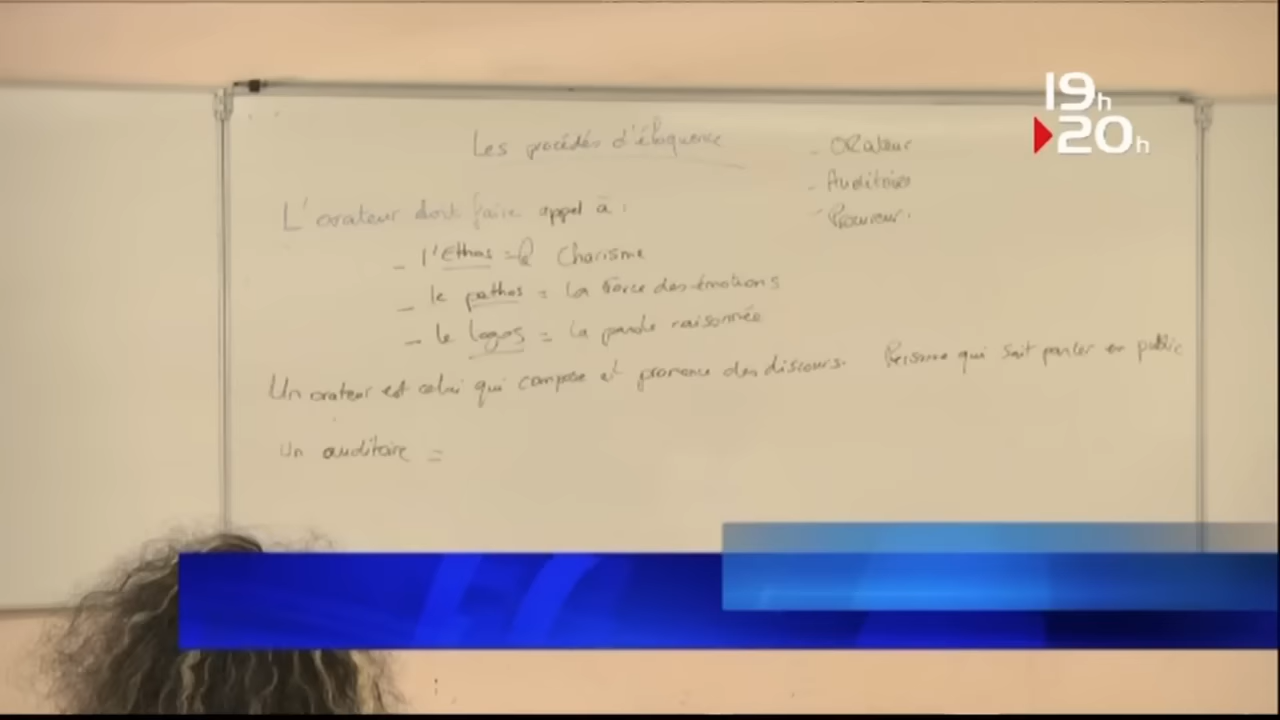 Les procédés d'éloquence
- ORateur
- Auditoire
L'orateur doit faire appel à :
- l'Ethos = le Charisme
- le pathos = la force des émotions
- le logos = la parole raisonnée
Un orateur est celui qui compose et prononce des discours. Personne qui sait parler en public
Un auditoire =
19h
20h